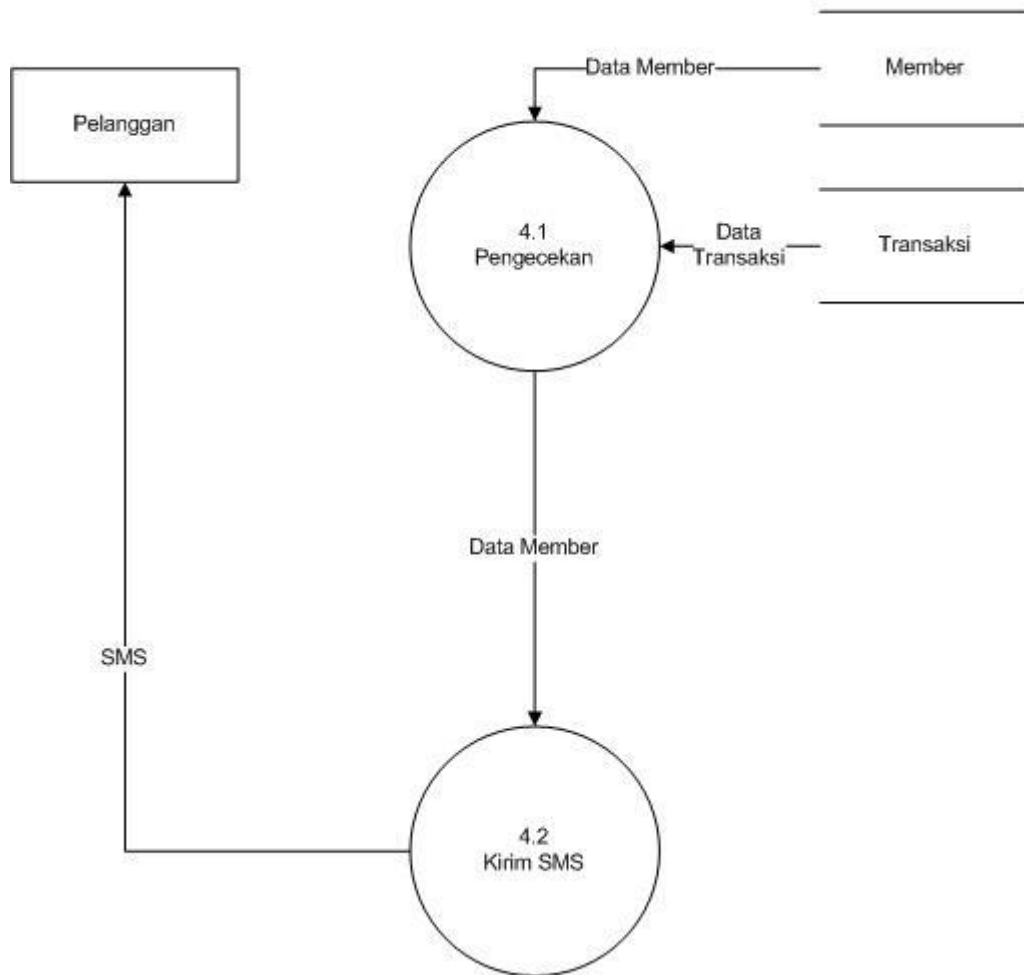 Data Member
Member
Pelanggan
4.1
Pengecekan
Data
Transaksi
Transaksi
Data Member
SMS
4.2
Kirim SMS